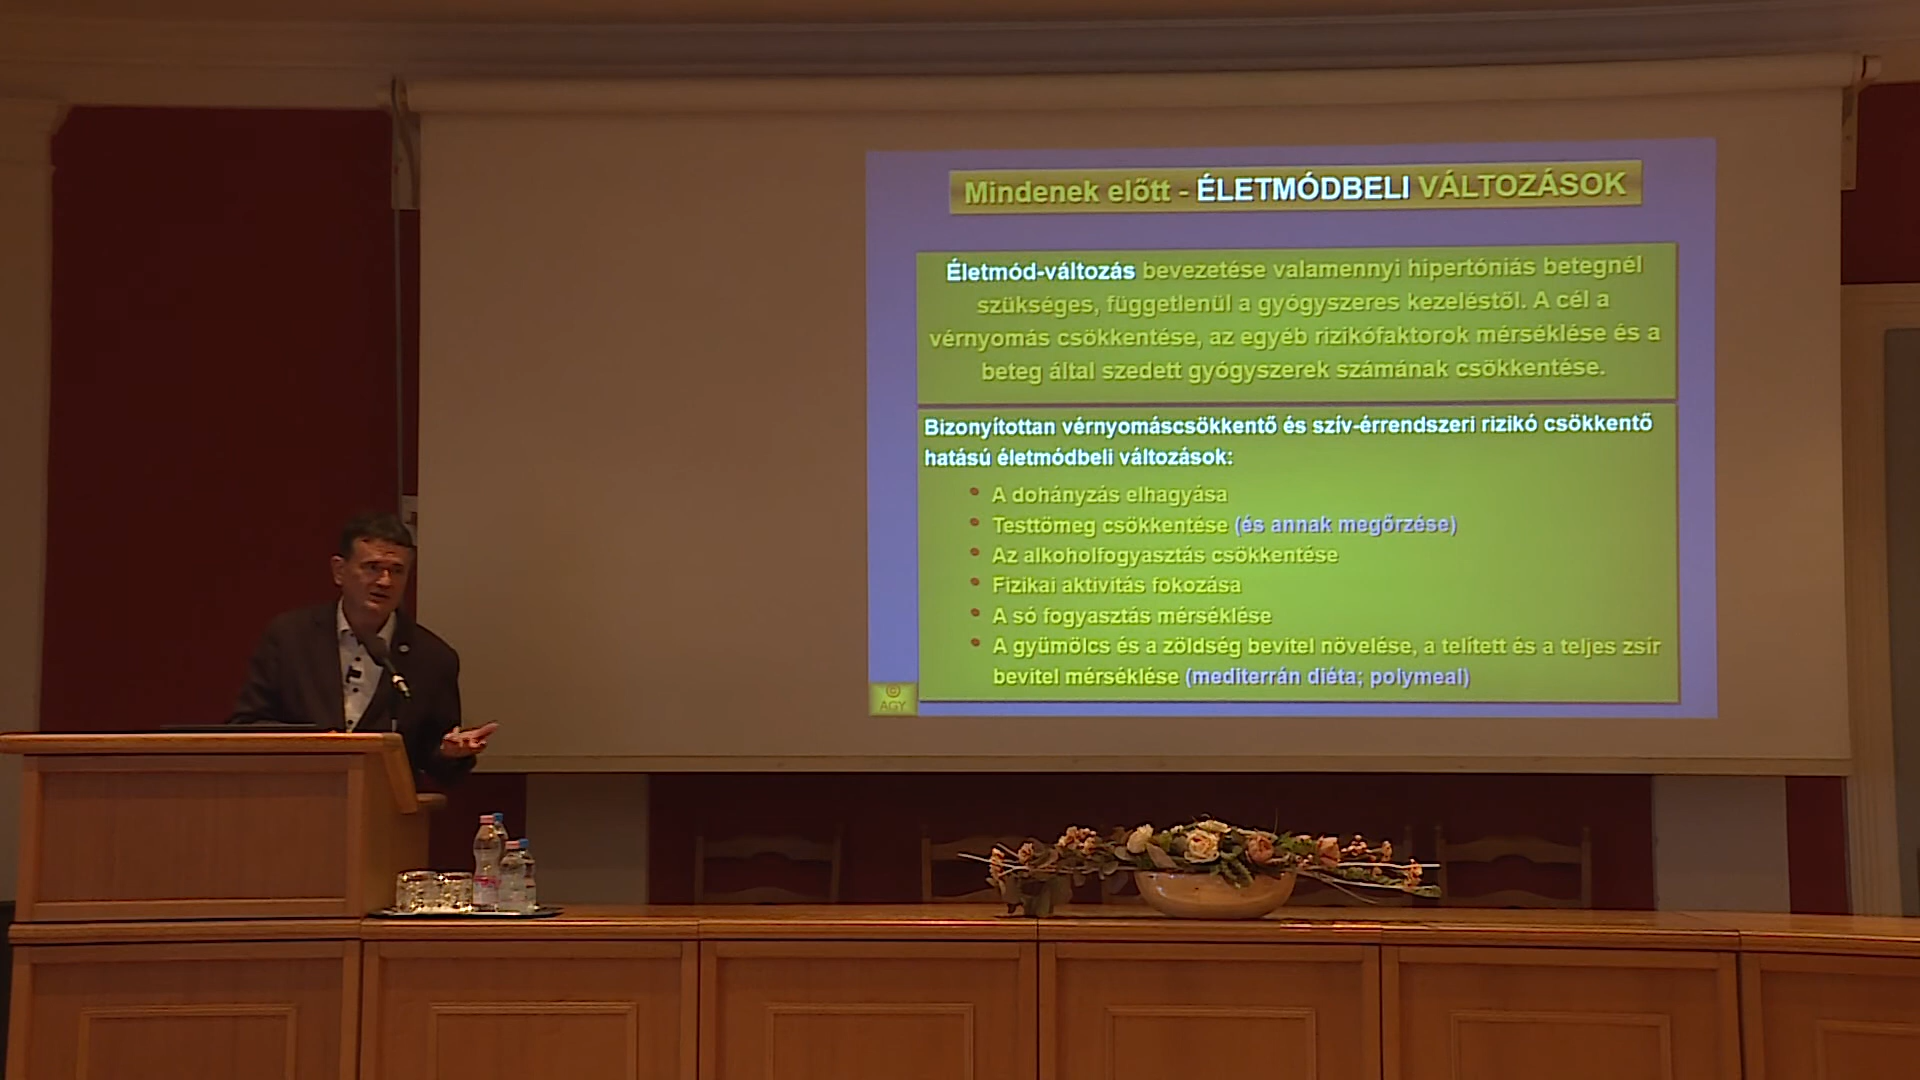 Mindenek előtt - ÉLETMÓDBELI VÁLTOZÁSOK
Életmód-változás bevezetése valamennyi hipertóniás betegnél
szükséges, függetlenül a gyógyszeres kezeléstől. A cél a
vérnyomás csökkentése, az egyéb rizikófaktorok mérséklése és a
beteg által szedett gyógyszerek számának csökkentése.
Bizonyítottan vérnyomáscsökkentő és szív-érrendszeri rizikó csökkentő
hatású életmódbeli változások:
• A dohányzás elhagyása
• Testtömeg csökkentése (és annak megőrzése)
• Az alkoholfogyasztás csökkentése
• Fizikai aktivitás fokozása
• A só fogyasztás mérséklése
• A gyümölcs és a zöldség bevitel növelése, a telített és a teljes zsír
bevitel mérséklése (mediterrán diéta; polymeal)
©
AGY